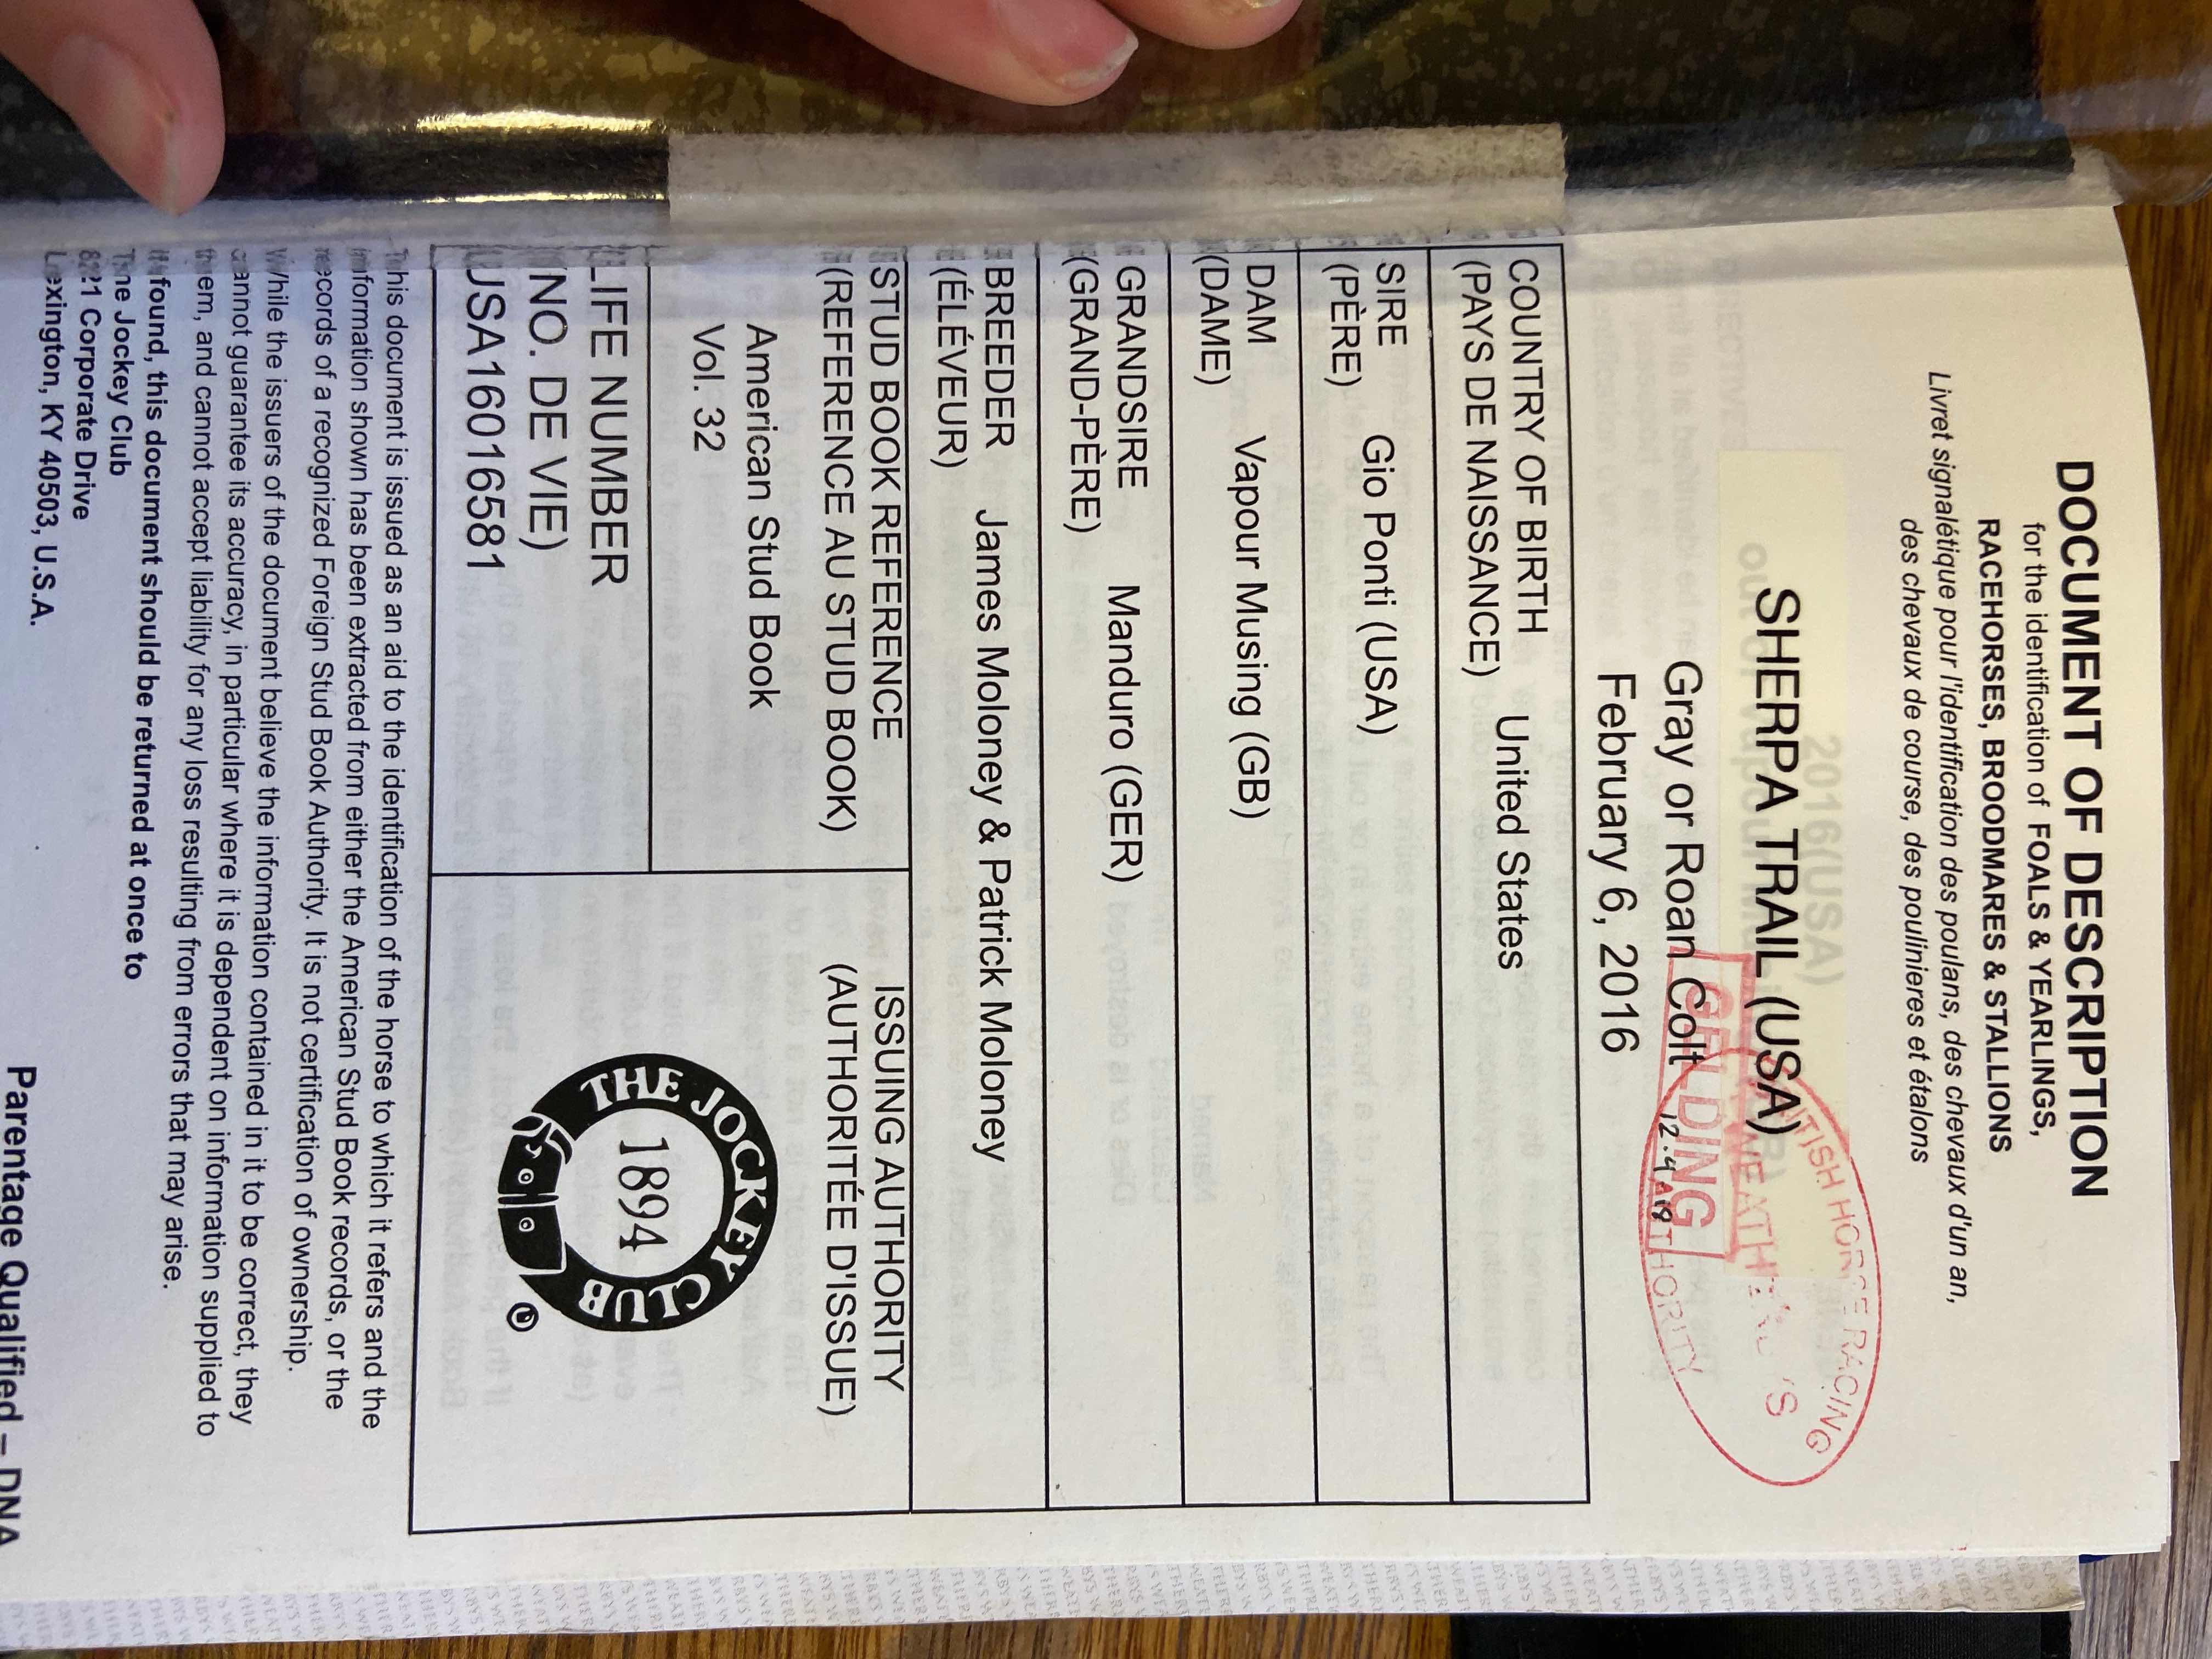 DOCUMENT OF DESCRIPTION
for the identification of FOALS & YEARLINGS,
RACEHORSES, BROODMARES & STALLIONS
Livret signalétique pour l'identification des poulans, des chevaux d'un an,
des chevaux de course, des poulinieres et étalons
2016(USA)
SHERPA TRAIL (USA)
Gray or Roan Colt
GELDING
12.4.19
HORSE RACING
February 6, 2016
COUNTRY OF BIRTH United States
(PAYS DE NAISSANCE)
SIRE Gio Ponti (USA)
(PÈRE)
DAM Vapour Musing (GB)
(DAME)
GRANDSIRE Manduro (GER)
(GRAND-PÈRE)
BREEDER James Moloney & Patrick Moloney
(ÉLÉVEUR)
STUD BOOK REFERENCE
(REFERENCE AU STUD BOOK)
American Stud Book
Vol. 32
ISSUING AUTHORITY
(AUTHORITÉE D'ISSUE)
THE JOCKEY CLUB
1894
LIFE NUMBER
(NO. DE VIE)
USA16016581
This document is issued as an aid to the identification of the horse to which it refers and the
information shown has been extracted from either the American Stud Book records, or the
records of a recognized Foreign Stud Book Authority. It is not certification of ownership.
While the issuers of the document believe the information contained in it to be correct, they
cannot guarantee its accuracy, in particular where it is dependent on information supplied to
them, and cannot accept liability for any loss resulting from errors that may arise.
If found, this document should be returned at once to
The Jockey Club
821 Corporate Drive
Lexington, KY 40503, U.S.A.
Parentage Qualified – DNA